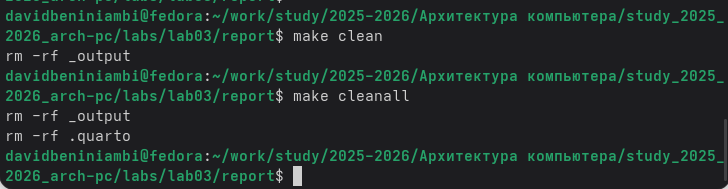 davidbeniniambi@fedora:~/work/study/2025-2026/Архитектура компьютера/study_2025_
2026_arch-pc/labs/lab03/report$ make clean
rm -rf _output
davidbeniniambi@fedora:~/work/study/2025-2026/Архитектура компьютера/study_2025_
2026_arch-pc/labs/lab03/report$ make cleanall
rm -rf _output
rm -rf .quarto
davidbeniniambi@fedora:~/work/study/2025-2026/Архитектура компьютера/study_2025_
2026_arch-pc/labs/lab03/report$